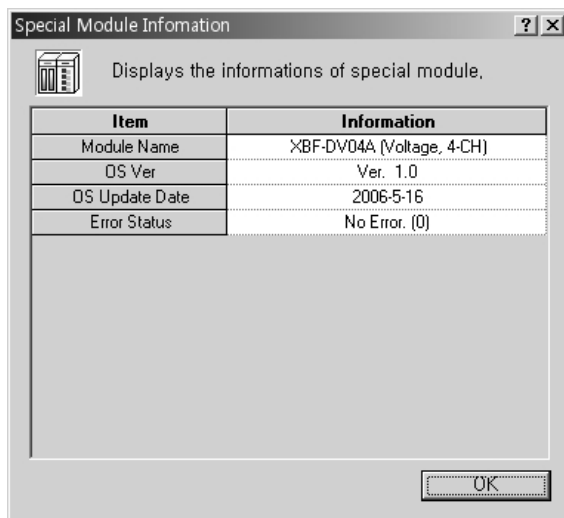 Special Module Infomation
Displays the informations of special module,
Item Information
Module Name XBF-DV04A (Voltage, 4-CH)
OS Ver Ver. 1.0
OS Update Date 2006-5-16
Error Status No Error. (0)
OK